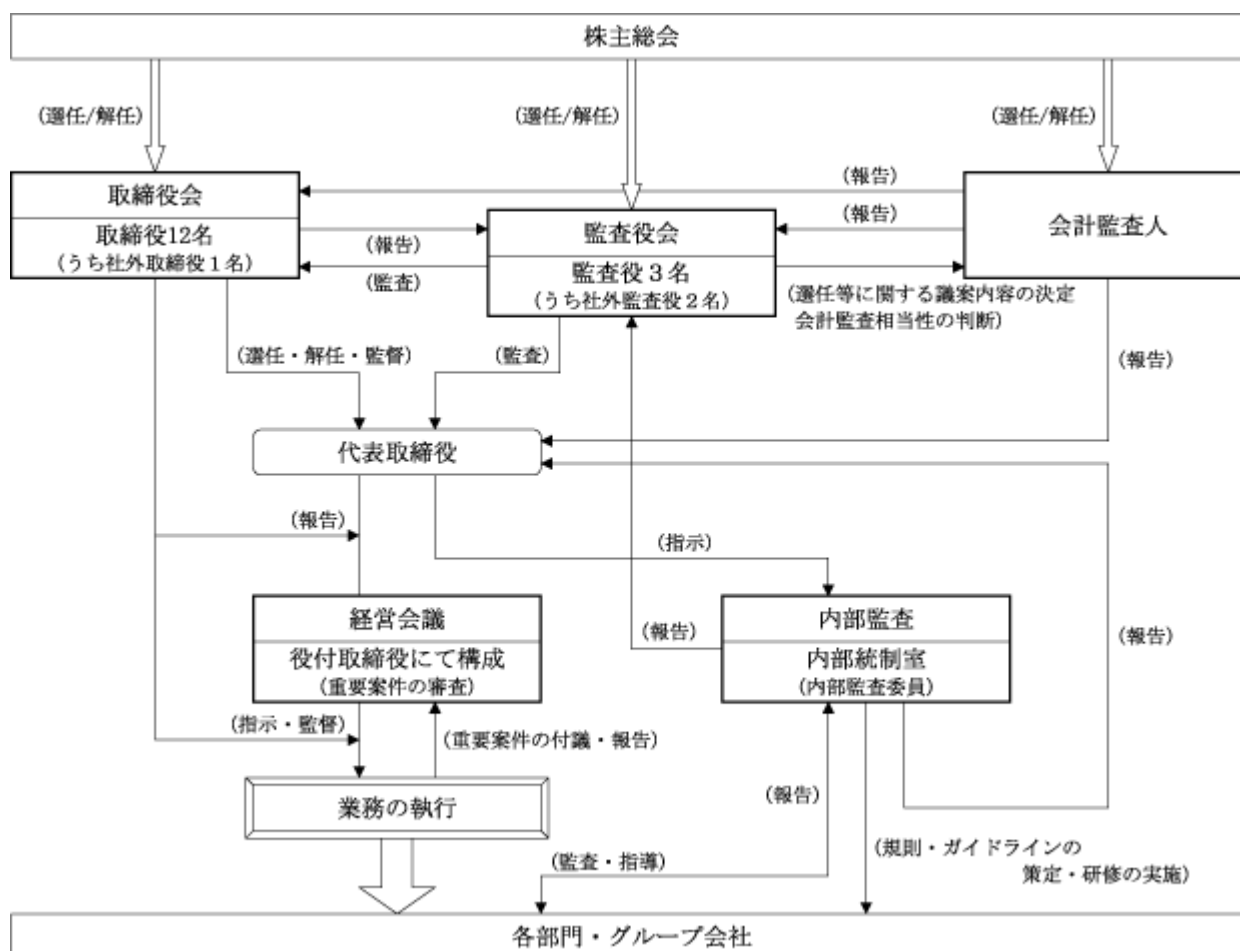 株主総会
(選任/解任)
(選任/解任)
(選任/解任)
取締役会
取締役12名
(うち社外取締役1名)
(報告)
(監査)
監査役会
監査役3名
(うち社外監査役2名)
(報告)
(報告)
会計監査人
(選任等に関する議案内容の決定
会計監査相当性の判断)
(選任・解任・監督)
(監査)
(報告)
代表取締役
(報告)
(指示)
経営会議
役付取締役にて構成
(重要案件の審査)
(報告)
内部監査
内部統制室
(内部監査委員)
(報告)
(指示・監督)
(重要案件の付議・報告)
業務の執行
(報告)
(監査・指導)
(規則・ガイドラインの
策定・研修の実施)
各部門・グループ会社